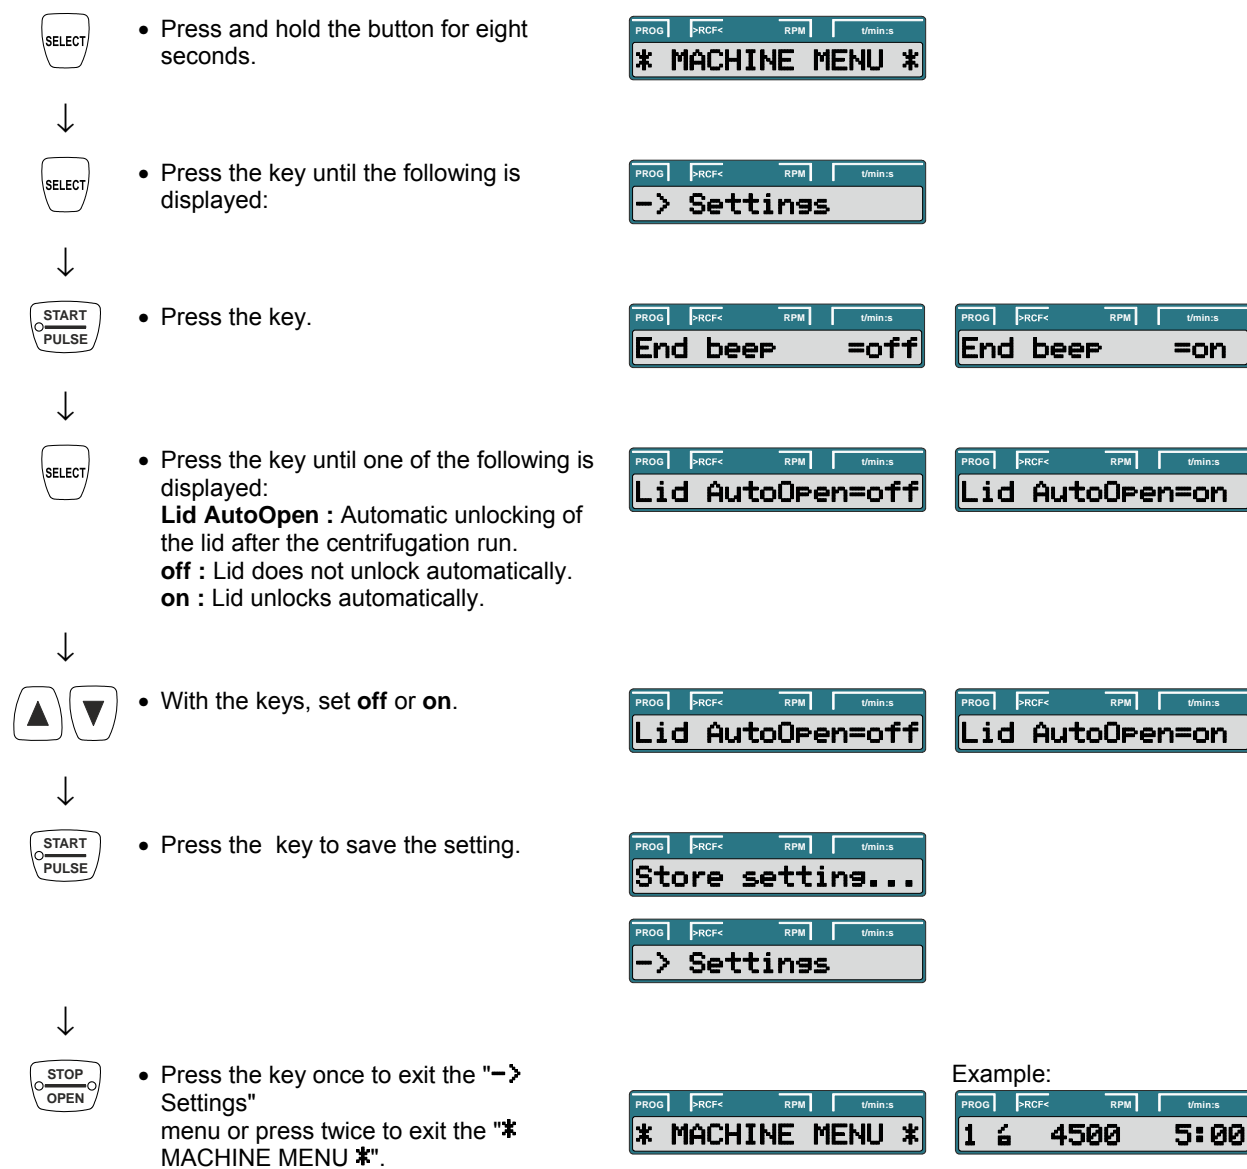 SELECT
• Press and hold the button for eight
seconds.
PROG >RCF< RPM t/min:s
* MACHINE MENU *
↓
SELECT
• Press the key until the following is
displayed:
PROG >RCF< RPM t/min:s
-> Settings
↓
START
PULSE
• Press the key.
PROG >RCF< RPM t/min:s
End beep =off
PROG >RCF< RPM t/min:s
End beep =on
↓
SELECT
• Press the key until one of the following is
displayed:
Lid AutoOpen : Automatic unlocking of
the lid after the centrifugation run.
off : Lid does not unlock automatically.
on : Lid unlocks automatically.
PROG >RCF< RPM t/min:s
Lid AutoOpen=off
PROG >RCF< RPM t/min:s
Lid AutoOpen=on
↓
▲ ▼
• With the keys, set off or on.
PROG >RCF< RPM t/min:s
Lid AutoOpen=off
PROG >RCF< RPM t/min:s
Lid AutoOpen=on
↓
START
PULSE
• Press the  key to save the setting.
PROG >RCF< RPM t/min:s
Store setting...
PROG >RCF< RPM t/min:s
-> Settings
↓
STOP
OPEN
• Press the key once to exit the "->
Settings"
menu or press twice to exit the "*
MACHINE MENU *".
PROG >RCF< RPM t/min:s
* MACHINE MENU *
Example:
PROG >RCF< RPM t/min:s
1 4500 5:00